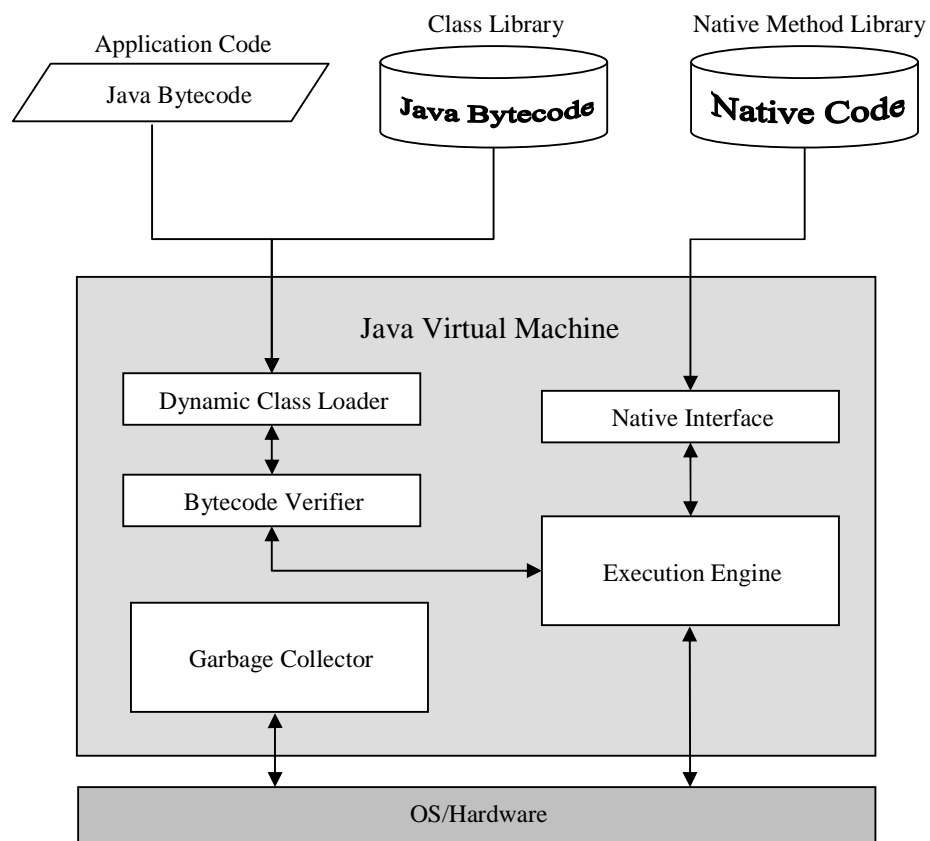 Class Library
Native Method Library
Application Code
Java Bytecode
Java Bytecode
Native Code
Java Virtual Machine
Dynamic Class Loader
Native Interface
Bytecode Verifier
Execution Engine
Garbage Collector
OS/Hardware